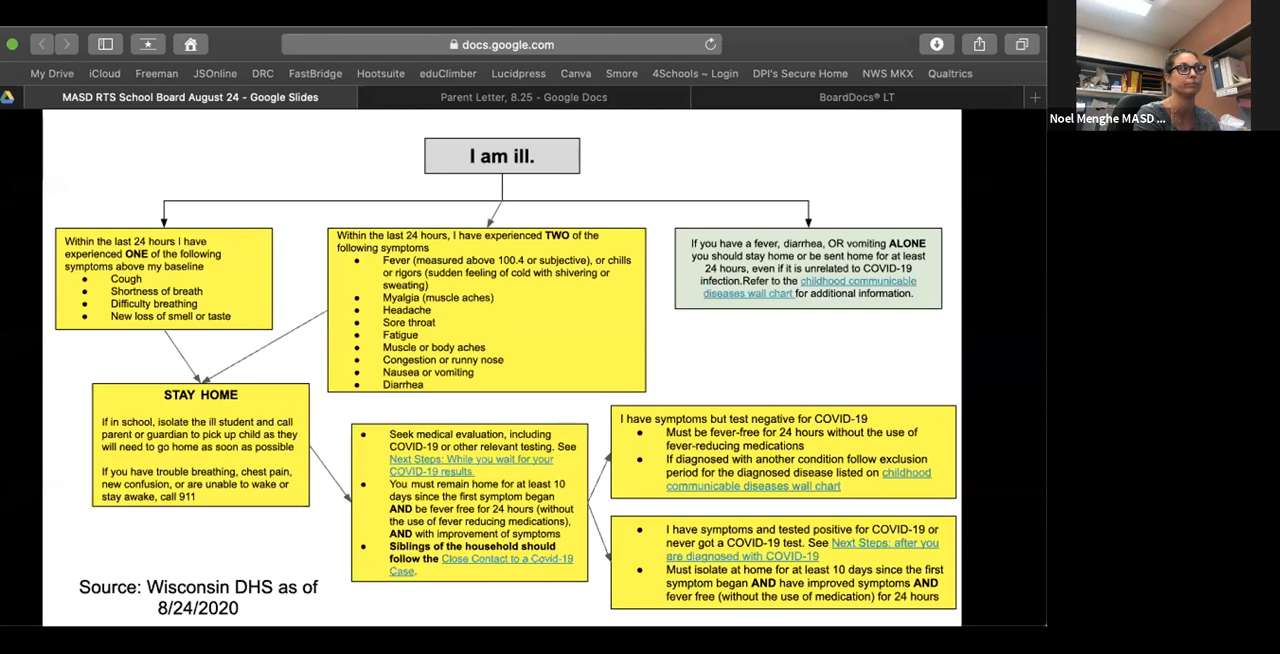 docs.google.com
My Drive iCloud Freeman JSOnline DRC FastBridge Hootsuite eduClimber Lucidpress Canva Smore 4Schools ~ Login DPI's Secure Home NWS MKX Qualtrics
MASD RTS School Board August 24 - Google Slides
Parent Letter, 8.25 - Google Docs
BoardDocs® LT
Noel Menghe MASD ...
I am ill.
Within the last 24 hours I have
experienced ONE of the following
symptoms above my baseline
● Cough
● Shortness of breath
● Difficulty breathing
● New loss of smell or taste
Within the last 24 hours, I have experienced TWO of the
following symptoms
● Fever (measured above 100.4 or subjective), or chills
or rigors (sudden feeling of cold with shivering or
sweating)
● Myalgia (muscle aches)
● Headache
● Sore throat
● Fatigue
● Muscle or body aches
● Congestion or runny nose
● Nausea or vomiting
● Diarrhea
If you have a fever, diarrhea, OR vomiting ALONE
you should stay home or be sent home for at least
24 hours, even if it is unrelated to COVID-19
infection.Refer to the childhood communicable
diseases wall chart for additional information.
STAY HOME
If in school, isolate the ill student and call
parent or guardian to pick up child as they
will need to go home as soon as possible
If you have trouble breathing, chest pain,
new confusion, or are unable to wake or
stay awake, call 911
● Seek medical evaluation, including
COVID-19 or other relevant testing. See
Next Steps: While you wait for your
COVID-19 results.
● You must remain home for at least 10
days since the first symptom began
AND be fever free for 24 hours (without
the use of fever reducing medications),
AND with improvement of symptoms
● Siblings of the household should
follow the Close Contact to a Covid-19
Case.
I have symptoms but test negative for COVID-19
● Must be fever-free for 24 hours without the use of
fever-reducing medications
● If diagnosed with another condition follow exclusion
period for the diagnosed disease listed on childhood
communicable diseases wall chart
● I have symptoms and tested positive for COVID-19 or
never got a COVID-19 test. See Next Steps: after you
are diagnosed with COVID-19
● Must isolate at home for at least 10 days since the first
symptom began AND have improved symptoms AND
fever free (without the use of medication) for 24 hours
Source: Wisconsin DHS as of
8/24/2020